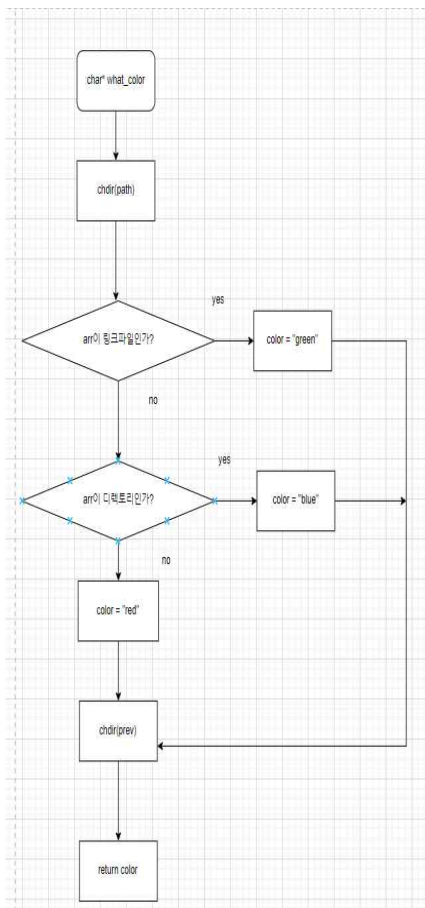 char* what_color
chdir(path)
yes
arr이 링크파일인가?
color = "green"
no
yes
arr이 디렉토리인가?
color = "blue"
no
color = "red"
chdir(prev)
return color